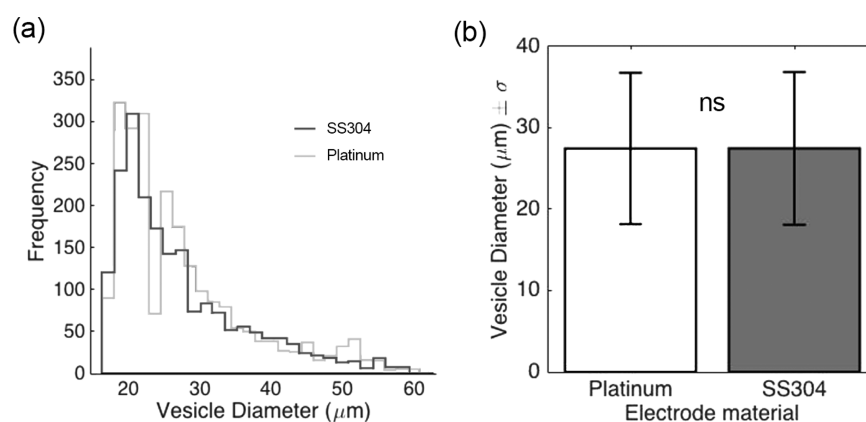 (a)
Frequency
350
300
250
200
150
100
50
0
20
30
40
50
60
Vesicle Diameter (μm)
SS304
Platinum
(b)
Vesicle Diameter (μm) ± σ
40
30
20
10
0
ns
Platinum
SS304
Electrode material